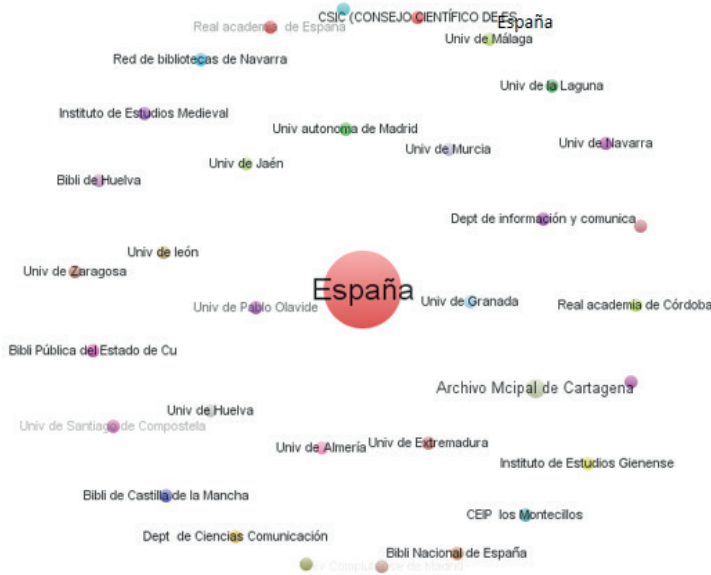 CSIC (CONSEJO CIENTÍFICO DE ES
España
Real academia de España
Univ de Málaga
Red de bibliotecas de Navarra
Univ de la Laguna
Instituto de Estudios Medieval
Univ autonoma de Madrid
Univ de Murcia
Univ de Navarra
Univ de Jaén
Bibli de Huelva
Dept de información y comunica
Univ de león
Univ de Zaragosa
España
Univ de Pablo Olavide
Univ de Granada
Real academia de Córdoba
Bibli Pública del Estado de Cu
Archivo Mcipal de Cartagena
Univ de Huelva
Univ de Santiago de Compostela
Univ de Almería
Univ de Extremadura
Instituto de Estudios Gienense
Bibli de Castilla de la Mancha
CEIP los Montecillos
Dept de Ciencias Comunicación
Bibli Nacional de España
Univ Complutense de Madrid